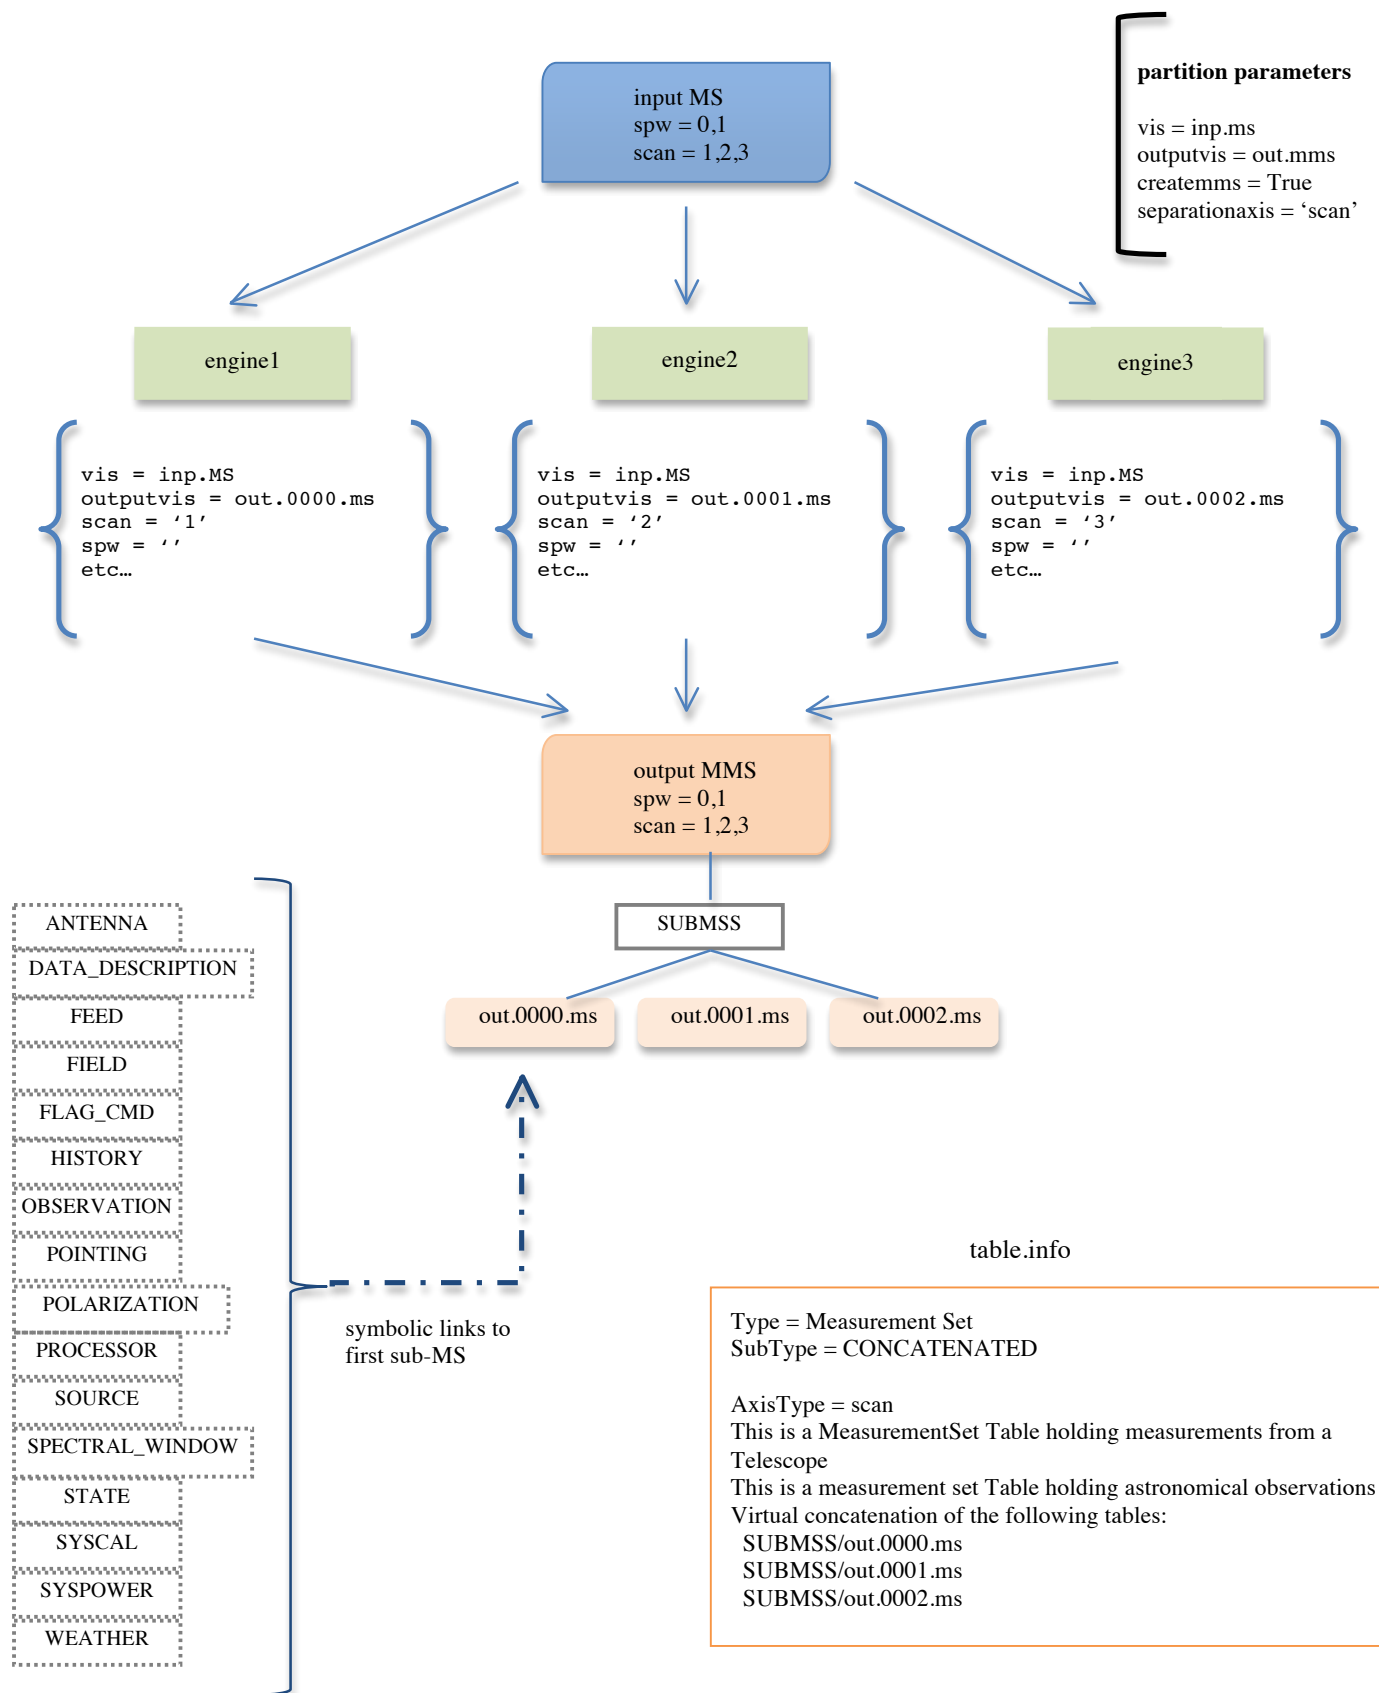 partition parameters
vis = inp.ms
outputvis = out.mms
createmms = True
separationaxis = ‘scan’
input MS
spw = 0,1
scan = 1,2,3
engine1
engine2
engine3
vis = inp.MS
outputvis = out.0000.ms
scan = ‘1’
spw = ‘’
etc…
vis = inp.MS
outputvis = out.0001.ms
scan = ‘2’
spw = ‘’
etc…
vis = inp.MS
outputvis = out.0002.ms
scan = ‘3’
spw = ‘’
etc…
output MMS
spw = 0,1
scan = 1,2,3
SUBMSS
out.0000.ms
out.0001.ms
out.0002.ms
ANTENNA
DATA_DESCRIPTION
FEED
FIELD
FLAG_CMD
HISTORY
OBSERVATION
POINTING
POLARIZATION
PROCESSOR
SOURCE
SPECTRAL_WINDOW
STATE
SYSCAL
SYSPOWER
WEATHER
symbolic links to
first sub-MS
table.info
Type = Measurement Set
SubType = CONCATENATED
AxisType = scan
This is a MeasurementSet Table holding measurements from a
Telescope
This is a measurement set Table holding astronomical observations
Virtual concatenation of the following tables:
SUBMSS/out.0000.ms
SUBMSS/out.0001.ms
SUBMSS/out.0002.ms